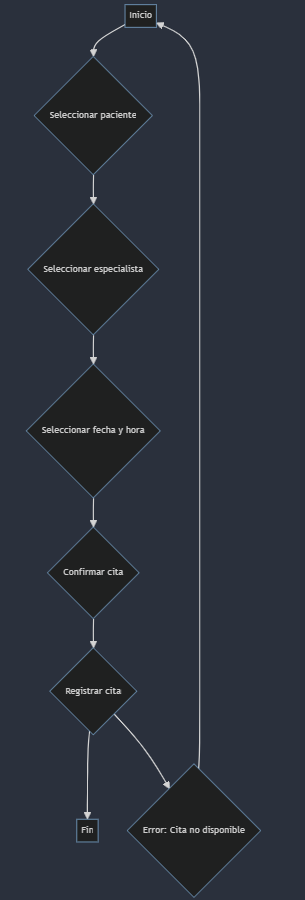 Inicio
Seleccionar paciente
Seleccionar especialista
Seleccionar fecha y hora
Confirmar cita
Registrar cita
Fin
Error: Cita no disponible